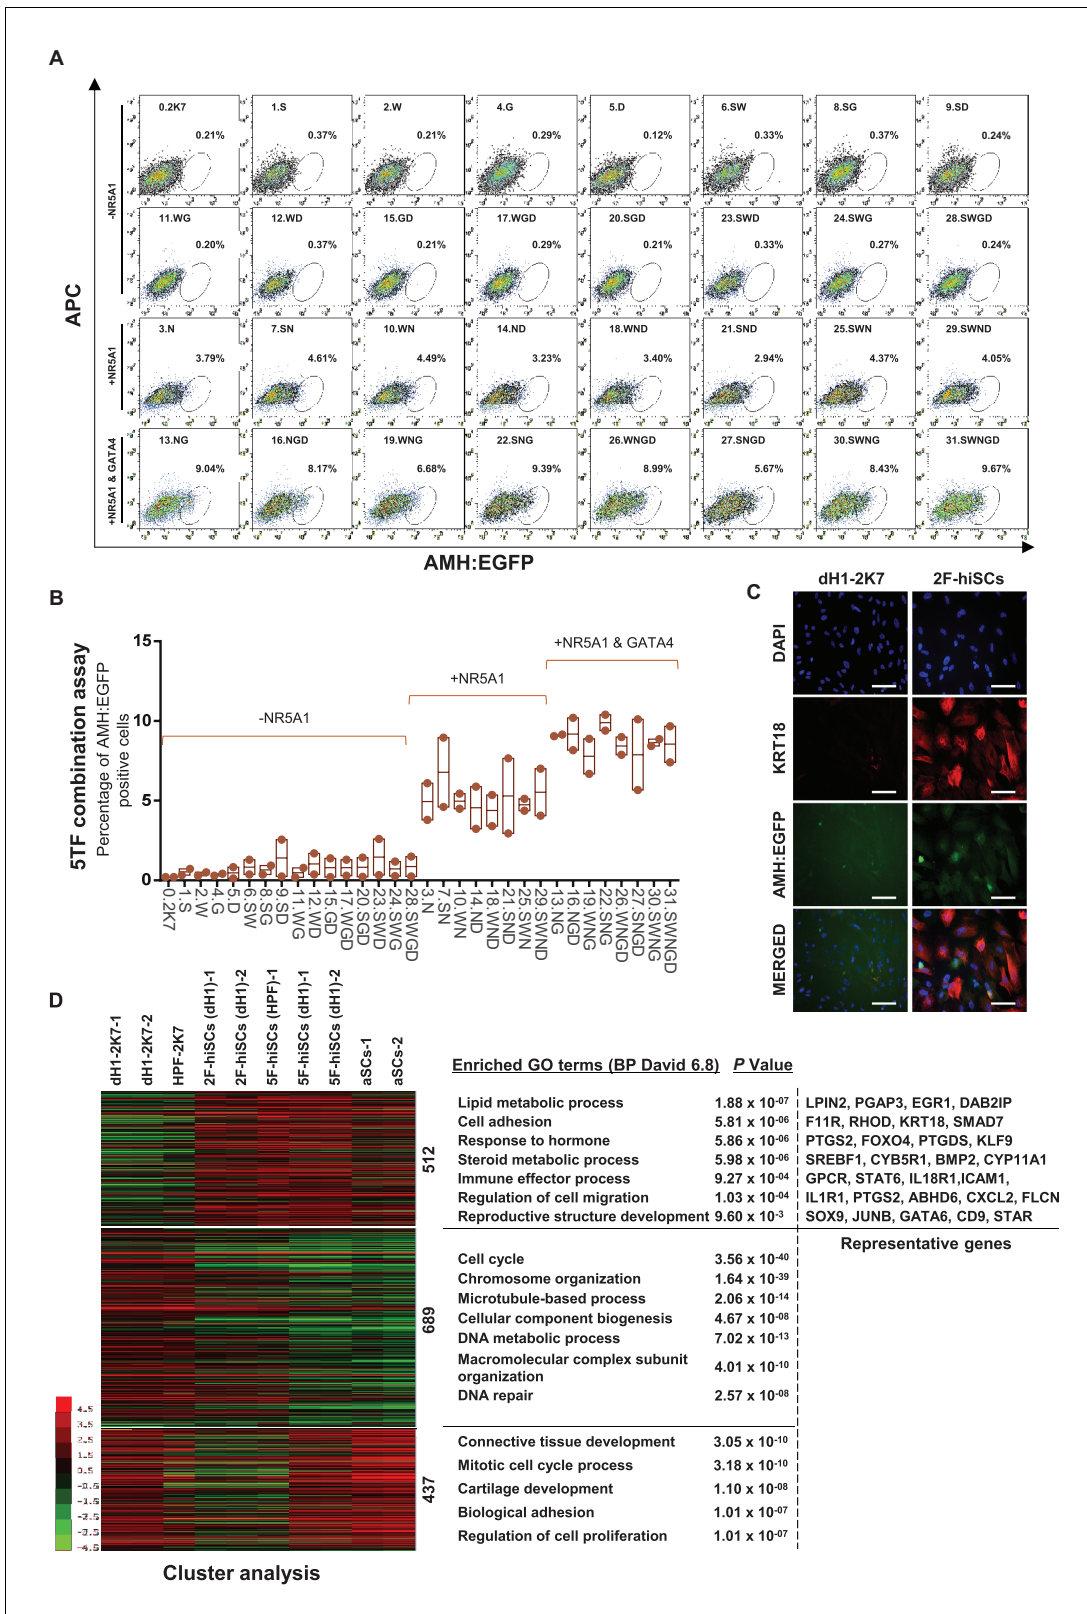 A
APC
-NR5A1
0.2K7
0.21%
1.S
0.37%
2.W
0.21%
4.G
0.29%
5.D
0.12%
6.SW
0.33%
8.SG
0.37%
9.SD
0.24%
11.WG
0.20%
12.WD
0.37%
15.GD
0.21%
17.WGD
0.29%
20.SGD
0.21%
23.SWD
0.33%
24.SWG
0.27%
28.SWGD
0.24%
+NR5A1
3.N
3.79%
7.SN
4.61%
10.WN
4.49%
14.ND
3.23%
18.WND
3.40%
21.SND
2.94%
25.SWN
4.37%
29.SWND
4.05%
+NR5A1 & GATA4
13.NG
9.04%
16.NGD
8.17%
19.WNG
6.68%
22.SNG
9.39%
26.WNGD
8.99%
27.SNGD
5.67%
30.SWNG
8.43%
31.SWNGD
9.67%
AMH:EGFP
B
5TF combination assay
Percentage of AMH:EGFP
positive cells
15
10
5
0
-NR5A1
+NR5A1
+NR5A1 & GATA4
0.2K7
1.S
2.W
4.G
5.D
6.SW
8.SG
9.SD
11.WG
12.WD
15.GD
17.WGD
20.SGD
23.SWD
24.SWG
28.SWGD
3.N
7.SN
10.WN
14.ND
18.WND
21.SND
25.SWN
29.SWND
13.NG
16.NGD
19.WNG
22.SNG
26.WNGD
27.SNGD
30.SWNG
31.SWNGD
C
dH1-2K7
2F-hiSCs
DAPI
KRT18
AMH:EGFP
MERGED
D
dH1-2K7-1
dH1-2K7-2
HPF-2K7
2F-hiSCs (dH1)-1
2F-hiSCs (dH1)-2
5F-hiSCs (HPF)-1
5F-hiSCs (dH1)-1
5F-hiSCs (dH1)-2
aSCs-1
aSCs-2
512
689
437
4.5
3.5
2.5
1.5
0.5
-0.5
-1.5
-2.5
-3.5
-4.5
Cluster analysis
Enriched GO terms (BP David 6.8) P Value
Lipid metabolic process 1.88 x 10-07 LPIN2, PGAP3, EGR1, DAB2IP
Cell adhesion 5.81 x 10-06 F11R, RHOD, KRT18, SMAD7
Response to hormone 5.86 x 10-06 PTGS2, FOXO4, PTGDS, KLF9
Steroid metabolic process 5.98 x 10-06 SREBF1, CYB5R1, BMP2, CYP11A1
Immune effector process 9.27 x 10-04 GPCR, STAT6, IL18R1,ICAM1,
Regulation of cell migration 1.03 x 10-04 IL1R1, PTGS2, ABHD6, CXCL2, FLCN
Reproductive structure development 9.60 x 10-3 SOX9, JUNB, GATA6, CD9, STAR
Representative genes
Cell cycle 3.56 x 10-40
Chromosome organization 1.64 x 10-39
Microtubule-based process 2.06 x 10-14
Cellular component biogenesis 4.67 x 10-08
DNA metabolic process 7.02 x 10-13
Macromolecular complex subunit
organization 4.01 x 10-10
DNA repair 2.57 x 10-08
Connective tissue development 3.05 x 10-10
Mitotic cell cycle process 3.18 x 10-10
Cartilage development 1.10 x 10-08
Biological adhesion 1.01 x 10-07
Regulation of cell proliferation 1.01 x 10-07